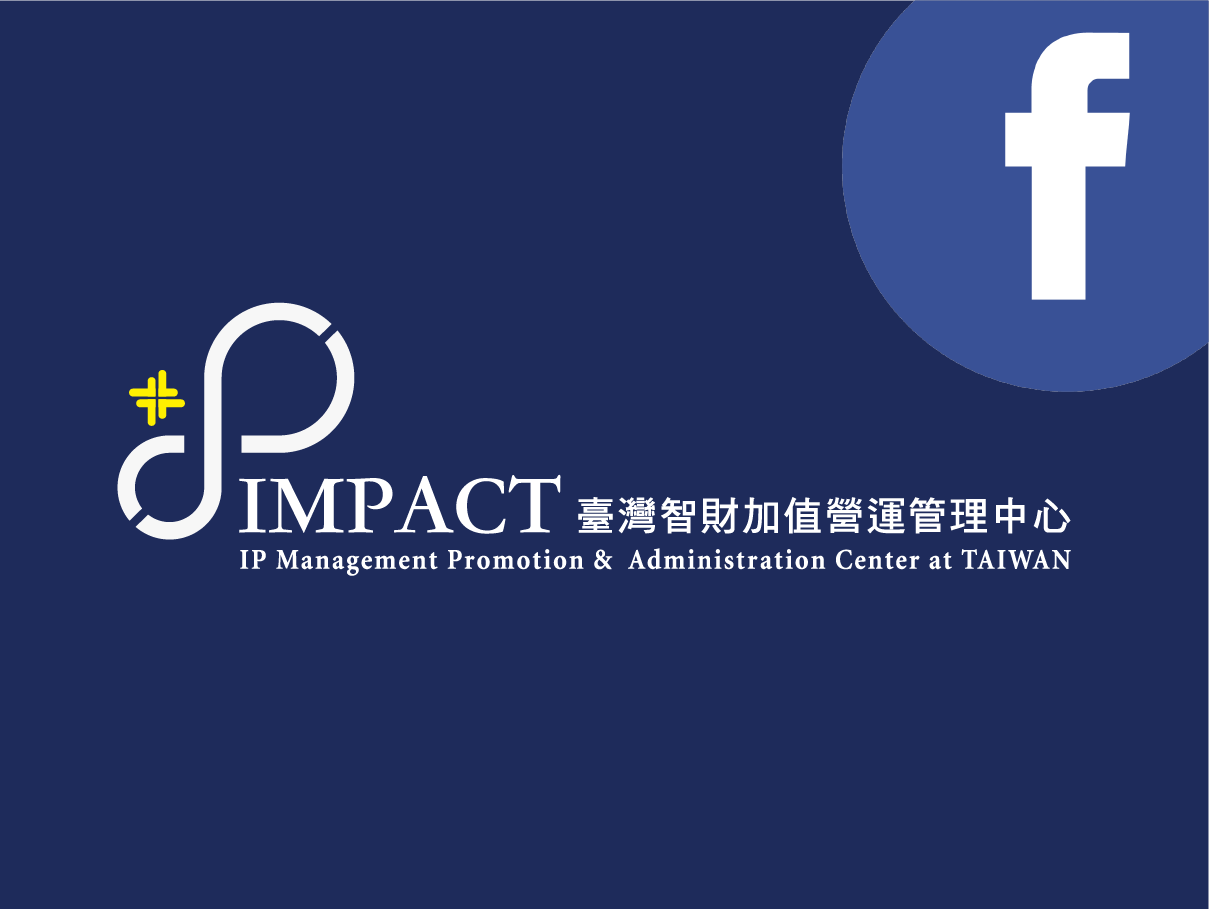 f
IMPACT 臺灣智財加值營運管理中心
IP Management Promotion & Administration Center at TAIWAN